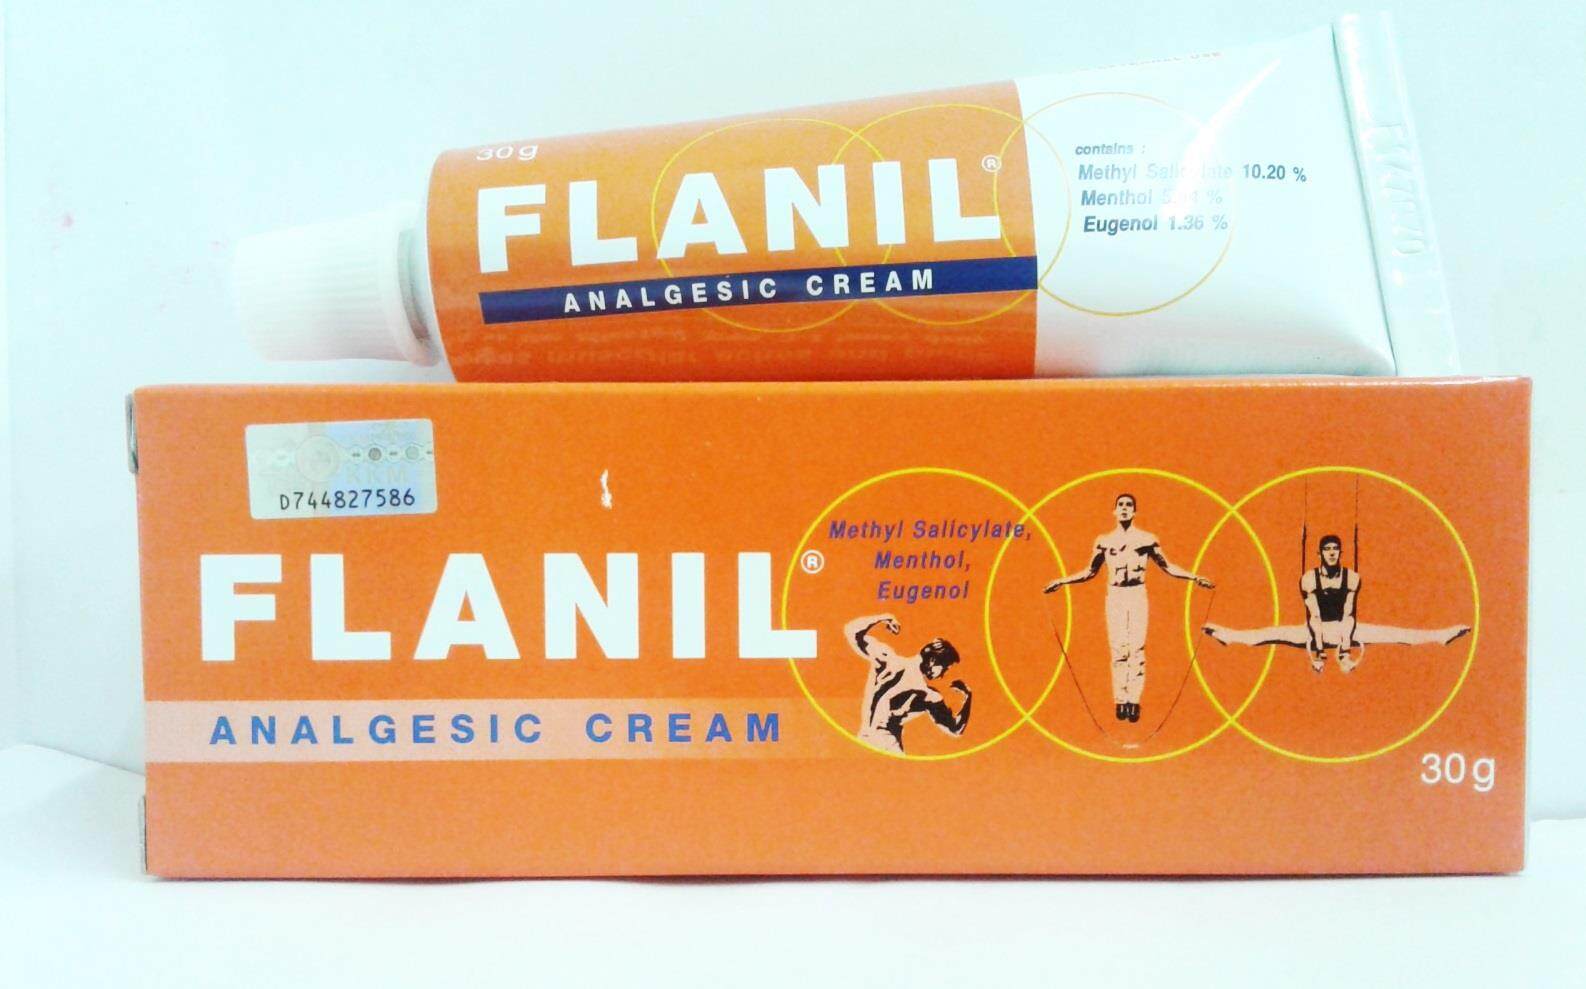 30g
FLANIL®
ANALGESIC CREAM
contains :
Methyl Salicylate 10.20 %
Menthol %
Eugenol 1.36 %
D744827586
FLANIL®
ANALGESIC CREAM
Methyl Salicylate,
Menthol,
Eugenol
30g